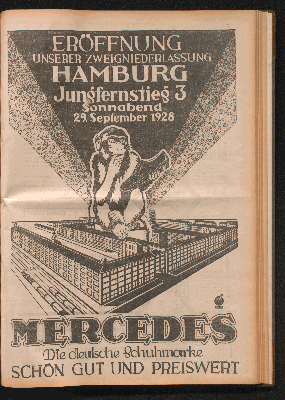 ERÖFFNUNG
UNSERER ZWEIGNIEDERLASSUNG
HAMBURG
Jungfernstieg 3
Sonnabend
29. September 1928
MERCEDES
Die deutsche Schuhmarke
SCHÖN GUT UND PREISWERT